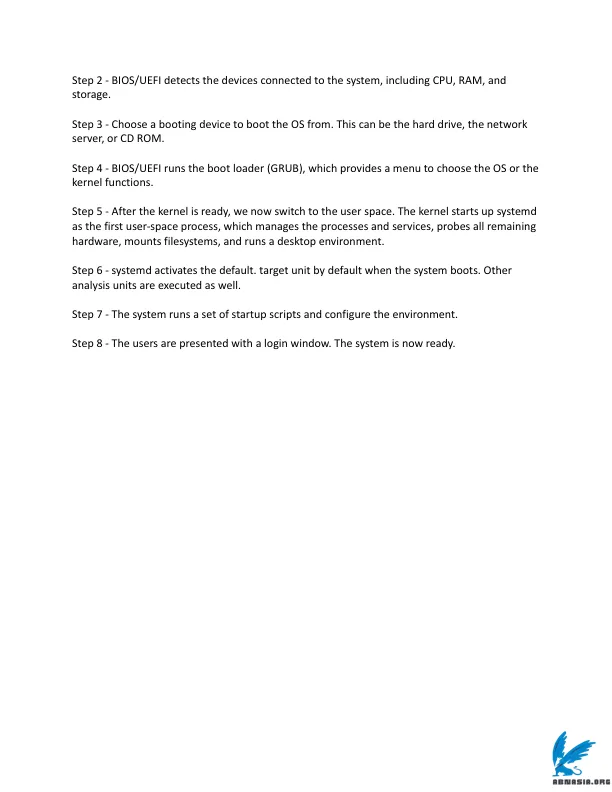 Step 2 - BIOS/UEFI detects the devices connected to the system, including CPU, RAM, and
storage.
Step 3 - Choose a booting device to boot the OS from. This can be the hard drive, the network
server, or CD ROM.
Step 4 - BIOS/UEFI runs the boot loader (GRUB), which provides a menu to choose the OS or the
kernel functions.
Step 5 - After the kernel is ready, we now switch to the user space. The kernel starts up systemd
as the first user-space process, which manages the processes and services, probes all remaining
hardware, mounts filesystems, and runs a desktop environment.
Step 6 - systemd activates the default. target unit by default when the system boots. Other
analysis units are executed as well.
Step 7 - The system runs a set of startup scripts and configure the environment.
Step 8 - The users are presented with a login window. The system is now ready.
ABNASIA.ORG